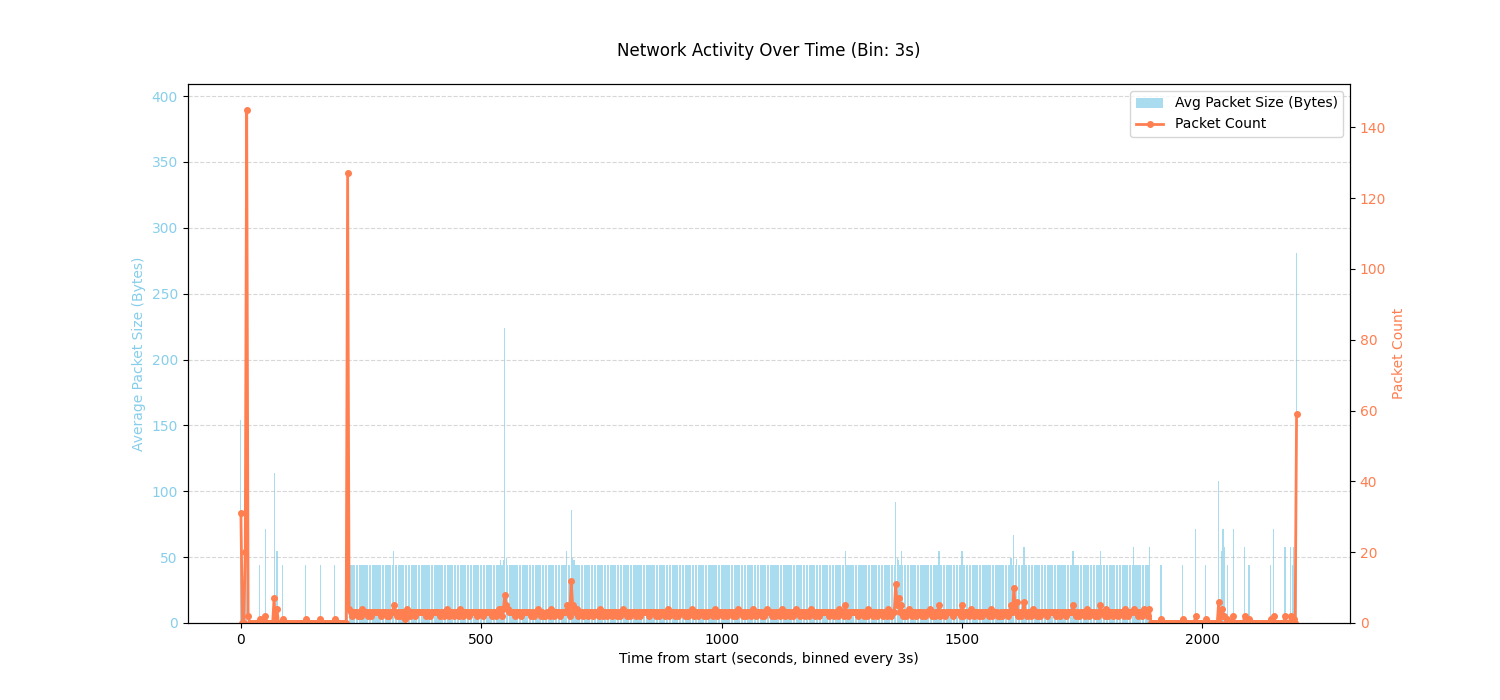 Network Activity Over Time (Bin: 3s)
Avg Packet Size (Bytes)
Packet Count
400
350
300
250
200
150
100
50
0
Average Packet Size (Bytes)
140
120
100
80
60
40
20
0
Packet Count
0 500 1000 1500 2000
Time from start (seconds, binned every 3s)